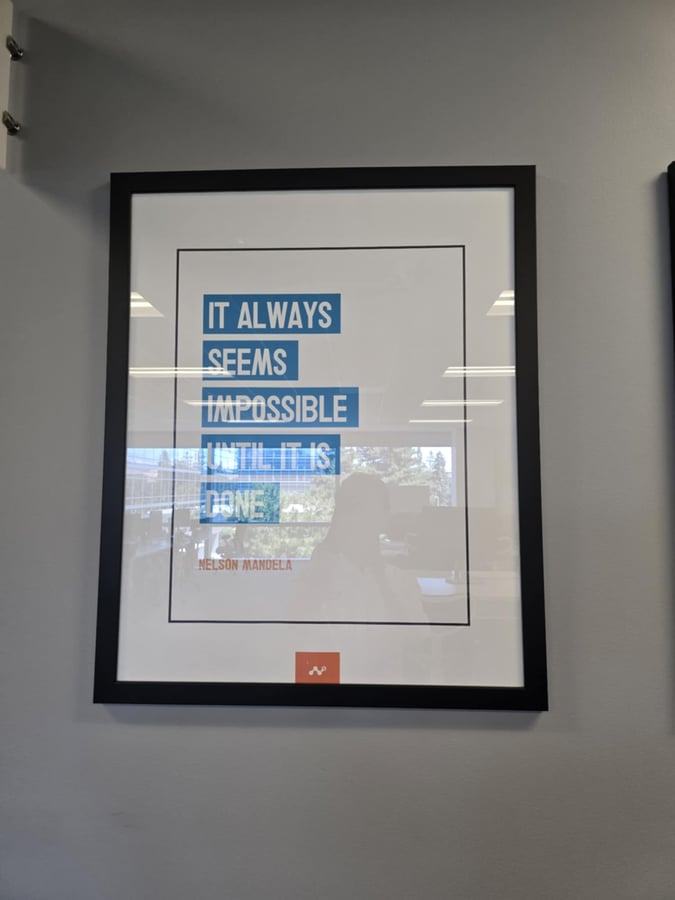 IT ALWAYS
SEEMS
IMPOSSIBLE
UNTIL IT IS
DONE
NELSON MANDELA